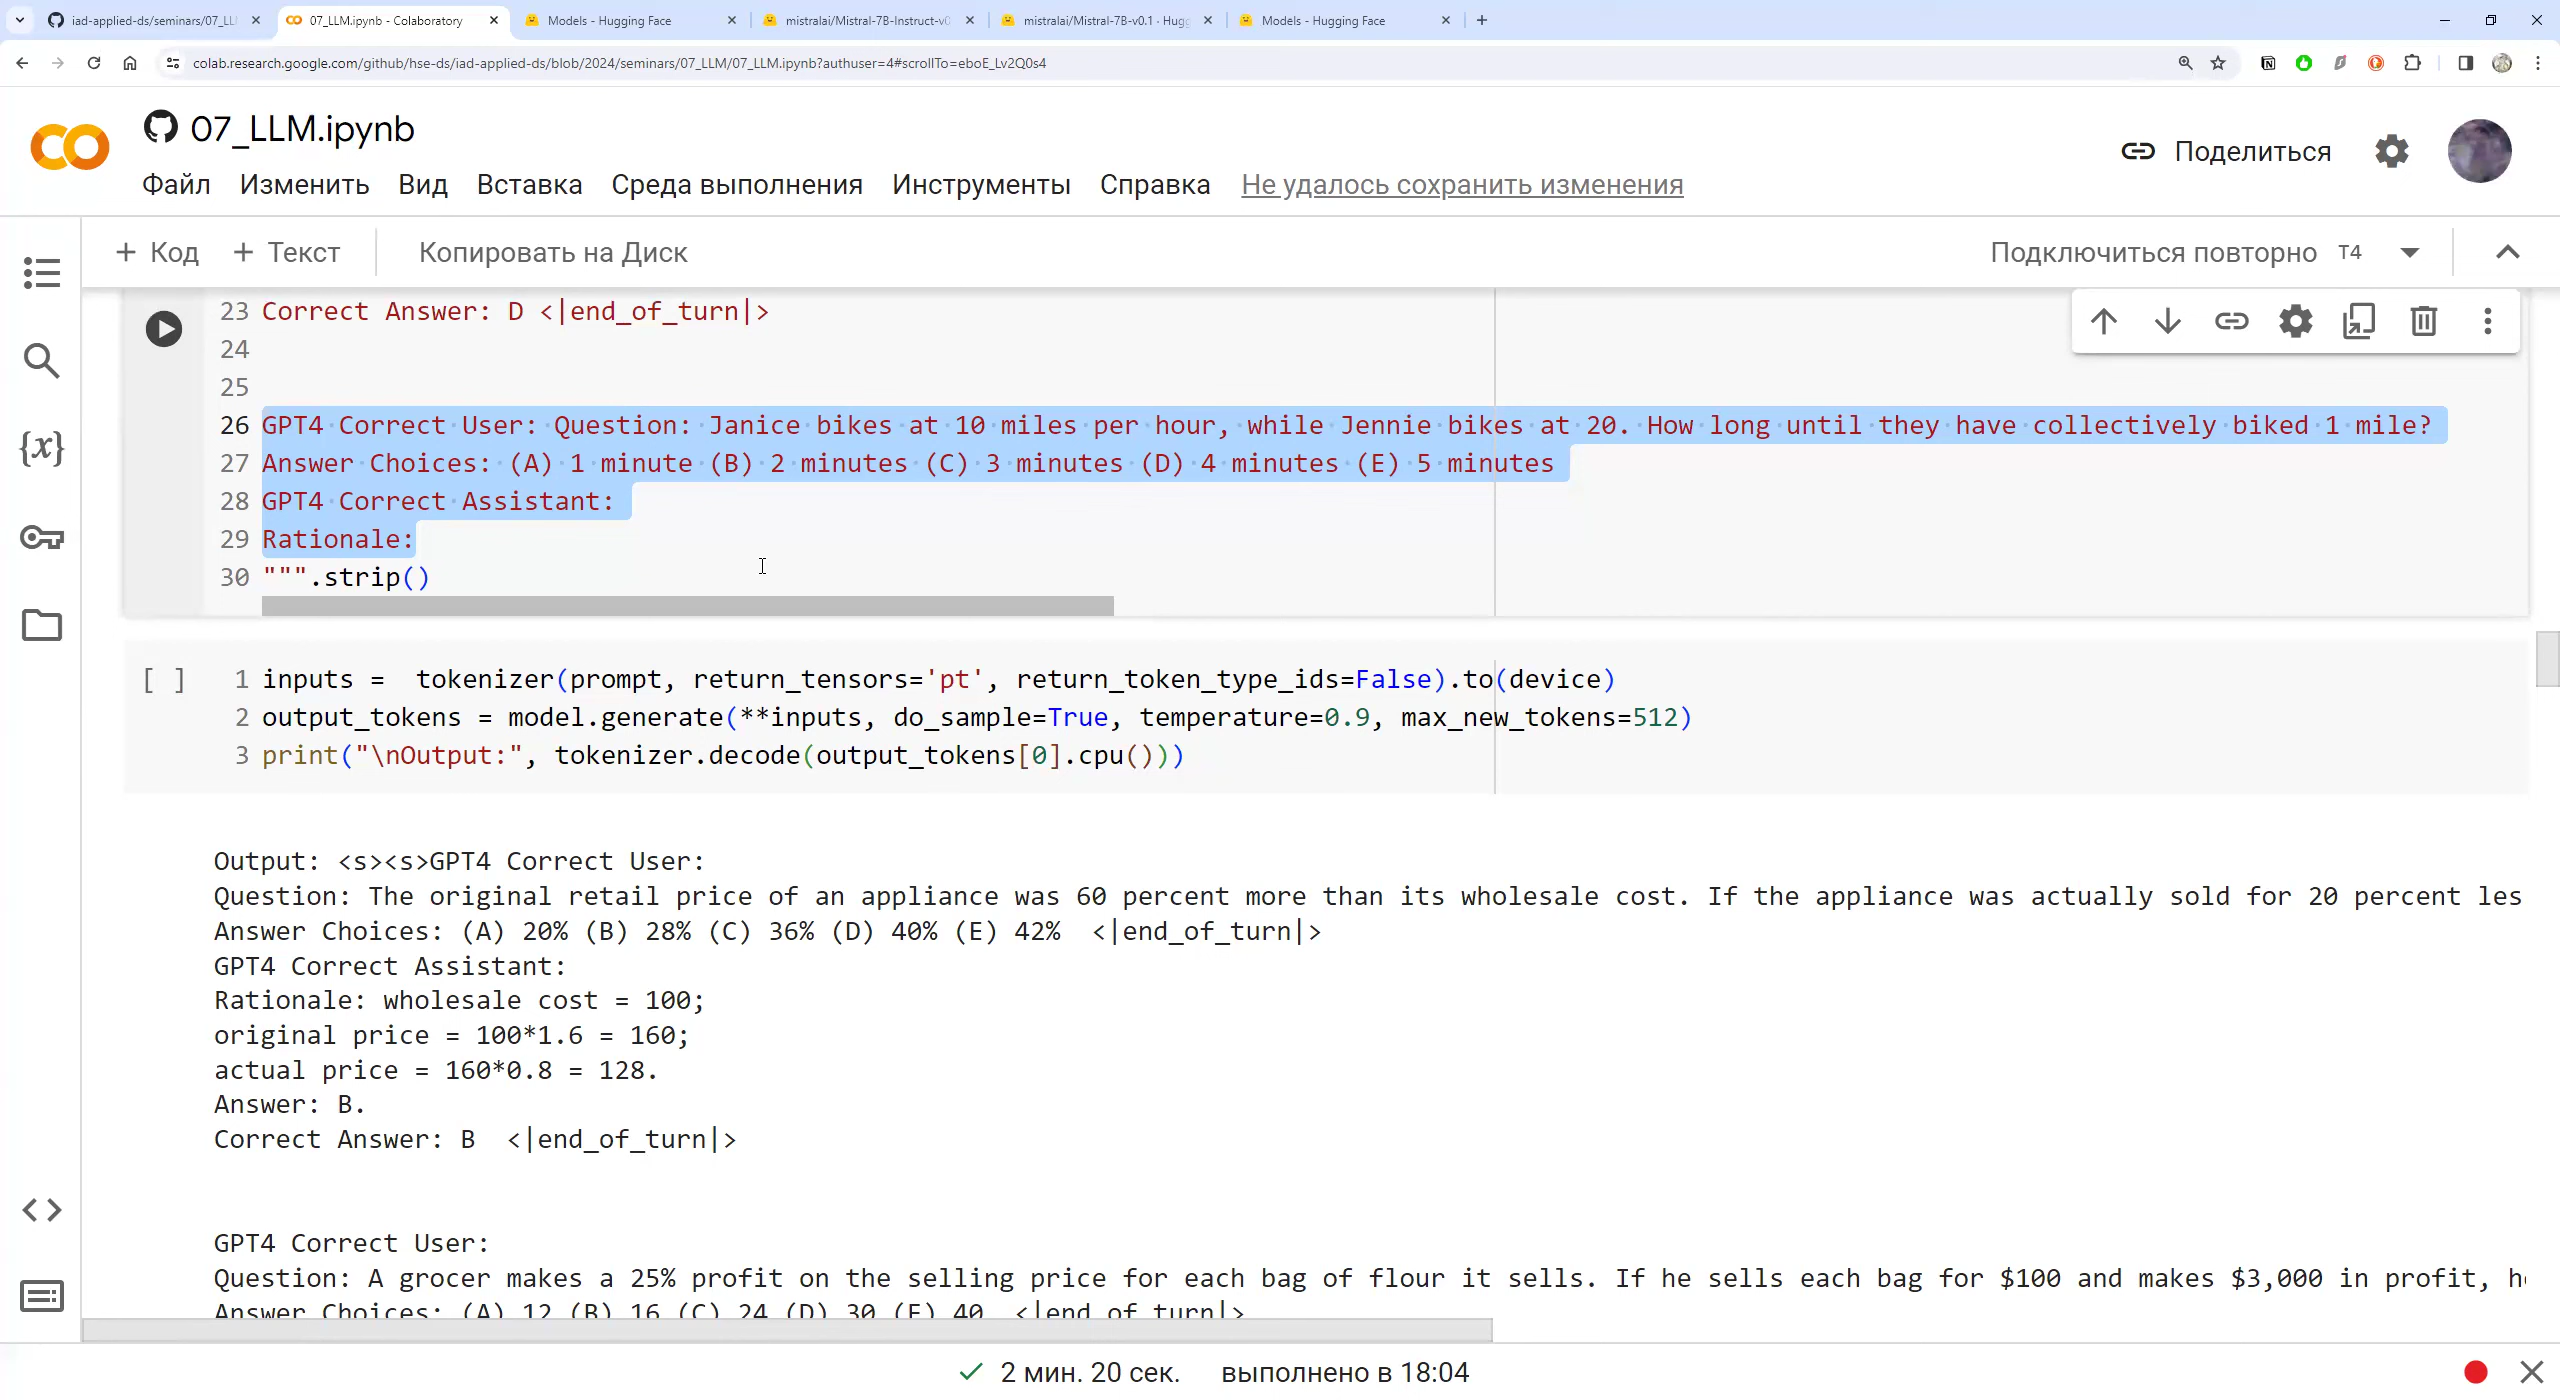 iad-applied-ds/seminars/07_LL
07_LLM.ipynb - Colaboratory
Models - Hugging Face
mistralai/Mistral-7B-Instruct-v0
mistralai/Mistral-7B-v0.1 · Hugg
Models - Hugging Face
colab.research.google.com/github/hse-ds/iad-applied-ds/blob/2024/seminars/07_LLM/07_LLM.ipynb?authuser=4#scrollTo=eboE_Lv2Q0s4
07_LLM.ipynb
Поделиться
Файл Изменить Вид Вставка Среда выполнения Инструменты Справка Не удалось сохранить изменения
+ Код + Текст Копировать на Диск Подключиться повторно T4
23 Correct Answer: D <|end_of_turn|>
24
25
26 GPT4 Correct User: Question: Janice bikes at 10 miles per hour, while Jennie bikes at 20. How long until they have collectively biked 1 mile?
27 Answer Choices: (A) 1 minute (B) 2 minutes (C) 3 minutes (D) 4 minutes (E) 5 minutes
28 GPT4 Correct Assistant:
29 Rationale:
30 """.strip()
[ ] 1 inputs =  tokenizer(prompt, return_tensors='pt', return_token_type_ids=False).to(device)
2 output_tokens = model.generate(**inputs, do_sample=True, temperature=0.9, max_new_tokens=512)
3 print("\nOutput:", tokenizer.decode(output_tokens[0].cpu()))
Output: <s><s>GPT4 Correct User:
Question: The original retail price of an appliance was 60 percent more than its wholesale cost. If the appliance was actually sold for 20 percent les
Answer Choices: (A) 20% (B) 28% (C) 36% (D) 40% (E) 42%  <|end_of_turn|>
GPT4 Correct Assistant:
Rationale: wholesale cost = 100;
original price = 100*1.6 = 160;
actual price = 160*0.8 = 128.
Answer: B.
Correct Answer: B  <|end_of_turn|>
GPT4 Correct User:
Question: A grocer makes a 25% profit on the selling price for each bag of flour it sells. If he sells each bag for $100 and makes $3,000 in profit, h
Answer Choices: (A) 12 (B) 16 (C) 24 (D) 30 (E) 40  <|end_of_turn|>
2 мин. 20 сек. выполнено в 18:04